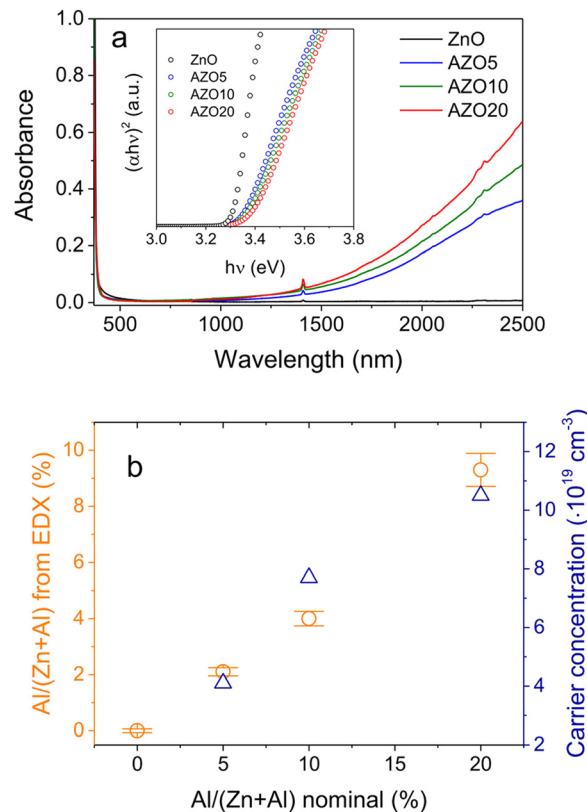 a
ZnO
AZO5
AZO10
AZO20
ZnO
AZO5
AZO10
AZO20
(αhν)² (a.u.)
3.0 3.2 3.4 3.6 3.8
hν (eV)
Absorbance
1.0
0.8
0.6
0.4
0.2
0.0
500 1000 1500 2000 2500
Wavelength (nm)
b
Al/(Zn+Al) from EDX (%)
10
8
6
4
2
0
Carrier concentration (·10¹⁹ cm⁻³)
12
10
8
6
4
2
0 5 10 15 20
Al/(Zn+Al) nominal (%)